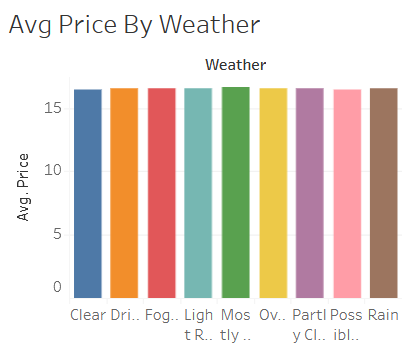 Avg Price By Weather
Weather
Avg. Price
15
10
5
0
Clear Dri.. Fog.. Ligh Mos Ov.. Partl Poss Rain
t R.. tly .. y Cl.. ibl..